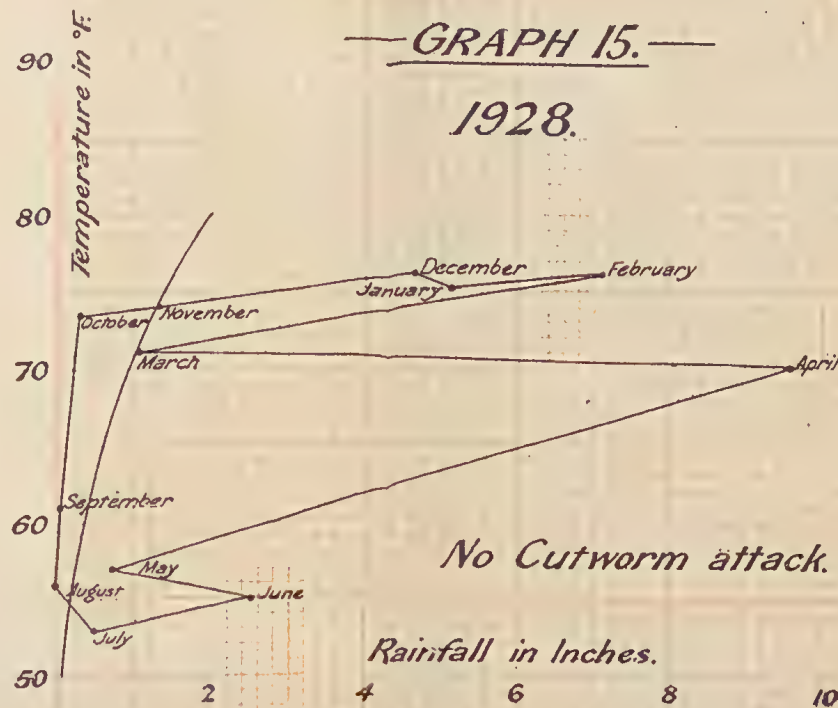 — GRAPH 15. —
1928.
Temperature in °F.
90
80
70
60
50
December
January
February
October
November
March
April
September
May
August
June
July
No Cutworm attack.
Rainfall in Inches.
2 4 6 8 10